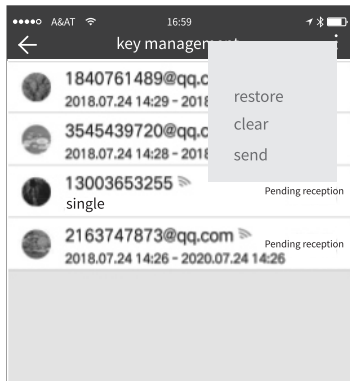 A&AT 16:59
key management
1840761489@qq.c
2018.07.24 14:29 - 2018
restore
3545439720@qq.c
clear
2018.07.24 14:28 - 2018
send
13003653255
Pending reception
single
2163747873@qq.com
Pending reception
2018.07.24 14:26 - 2020.07.24 14:26